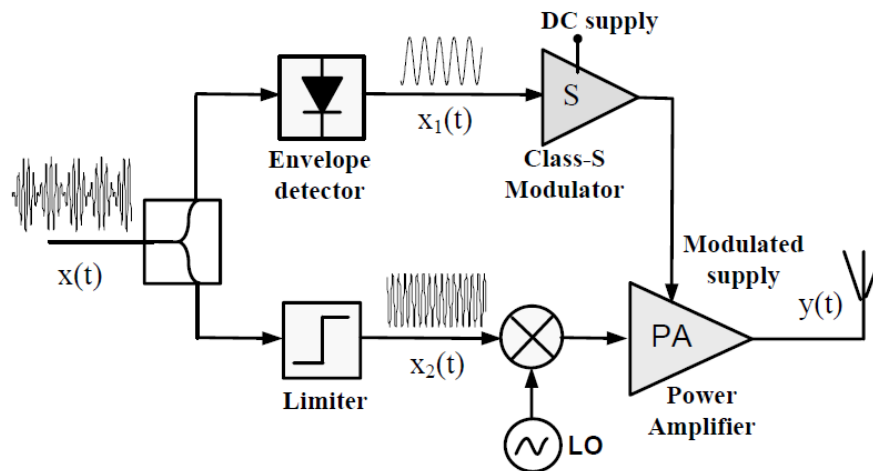 DC supply
S
x₁(t)
Envelope
detector
Class-S
Modulator
x(t)
Modulated
supply
y(t)
PA
x₂(t)
Limiter
LO
Power
Amplifier